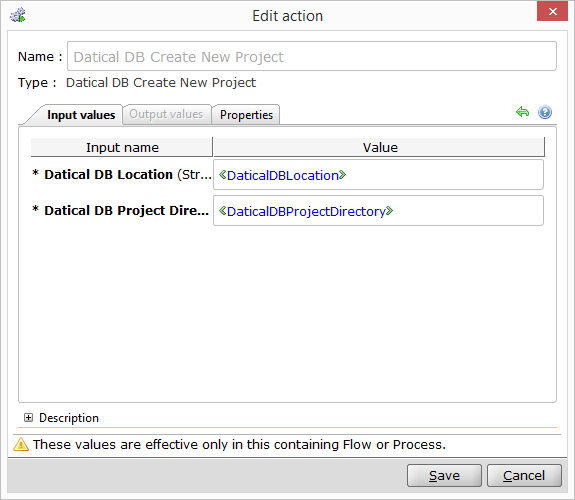 Edit action
Name : Datical DB Create New Project
Type : Datical DB Create New Project
Input values Output values Properties
Input name Value
* Datical DB Location (Str... «DaticalDBLocation»
* Datical DB Project Dire... «DaticalDBProjectDirectory»
Description
These values are effective only in this containing Flow or Process.
Save Cancel